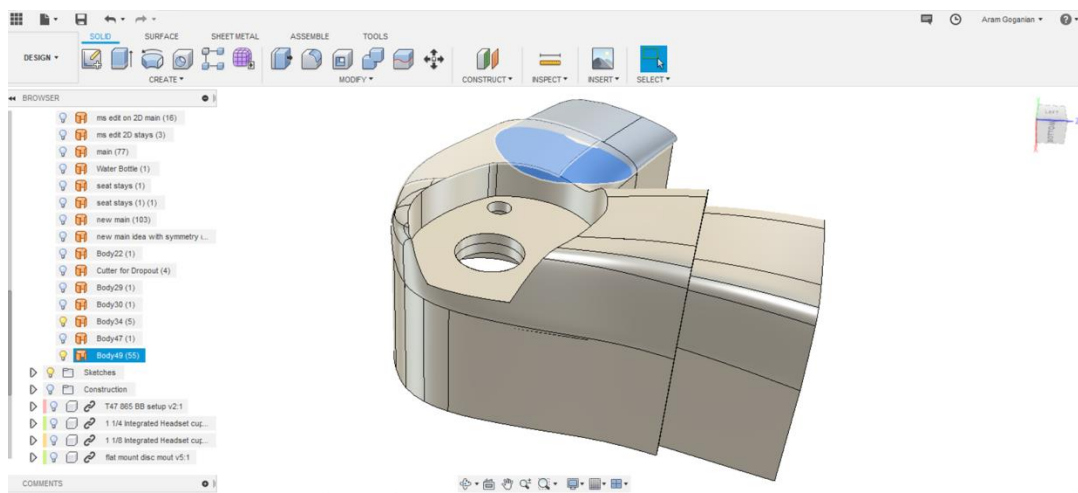 Aram Goganian
SOLID SURFACE SHEET METAL ASSEMBLE TOOLS
DESIGN
CREATE MODIFY CONSTRUCT INSPECT INSERT SELECT
BROWSER
ms edit on 2D main (16)
ms edit 2D stays (3)
main (77)
Water Bottle (1)
seat stays (1)
seat stays (1) (1)
new main (103)
new main idea with symmetry ...
Body22 (1)
Cutter for Dropout (4)
Body29 (1)
Body30 (1)
Body34 (5)
Body47 (1)
Body49 (55)
Sketches
Construction
T47 865 BB setup v2:1
1 1/4 Integrated Headset cup...
1 1/8 Integrated Headset cup...
flat mount disc mout v5:1
COMMENTS
LEFT